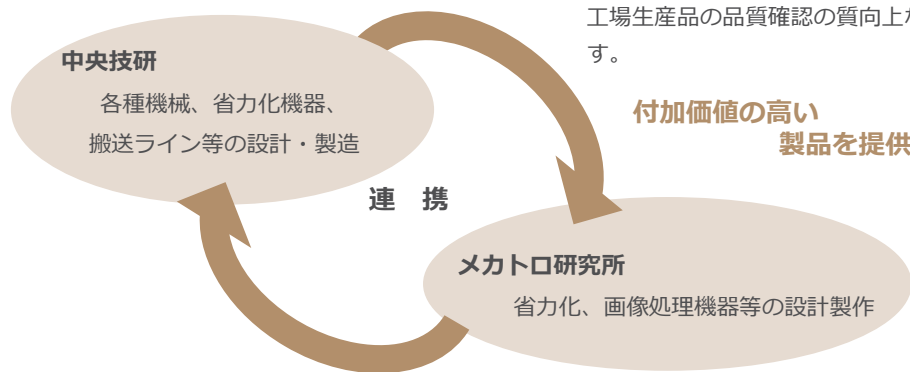 工場生産品の品質確認の質向上
す。
中央技研
各種機械、省力化機器、
搬送ライン等の設計・製造
付加価値の高い
製品を提供
連 携
メカトロ研究所
省力化、画像処理機器等の設計製作